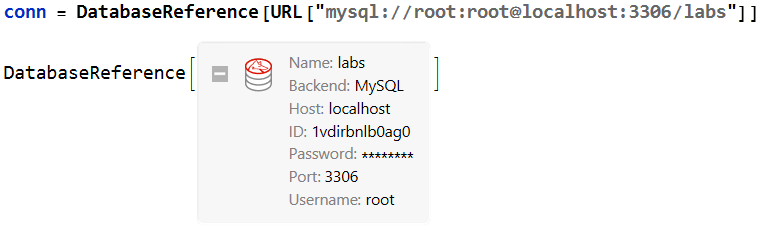 conn = DatabaseReference[URL["mysql://root:root@localhost:3306/labs"]]
DatabaseReference[
Name: labs
Backend: MySQL
Host: localhost
ID: 1vdirbnlb0ag0
Password: ********
Port: 3306
Username: root
]